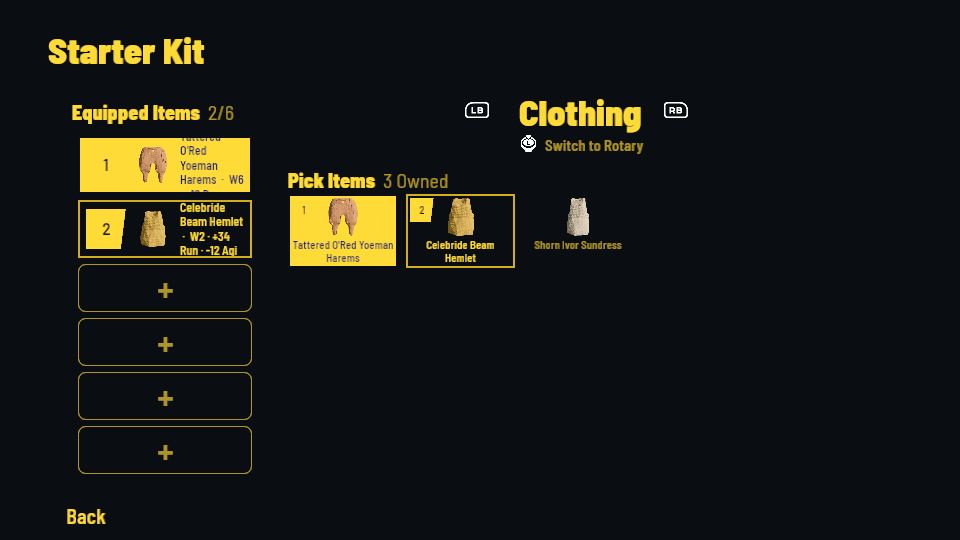 Starter Kit
Equipped Items 2/6
LB
Clothing
RB
L
Switch to Rotary
1
Tattered
O'Red
Yoeman
Harems · W6
2
Celebride
Beam Hemlet
· W2 · +34
Run · -12 Agi
+
+
+
+
Pick Items 3 Owned
1
Tattered O'Red Yoeman
Harems
2
Celebride Beam
Hemlet
Shorn Ivor Sundress
Back